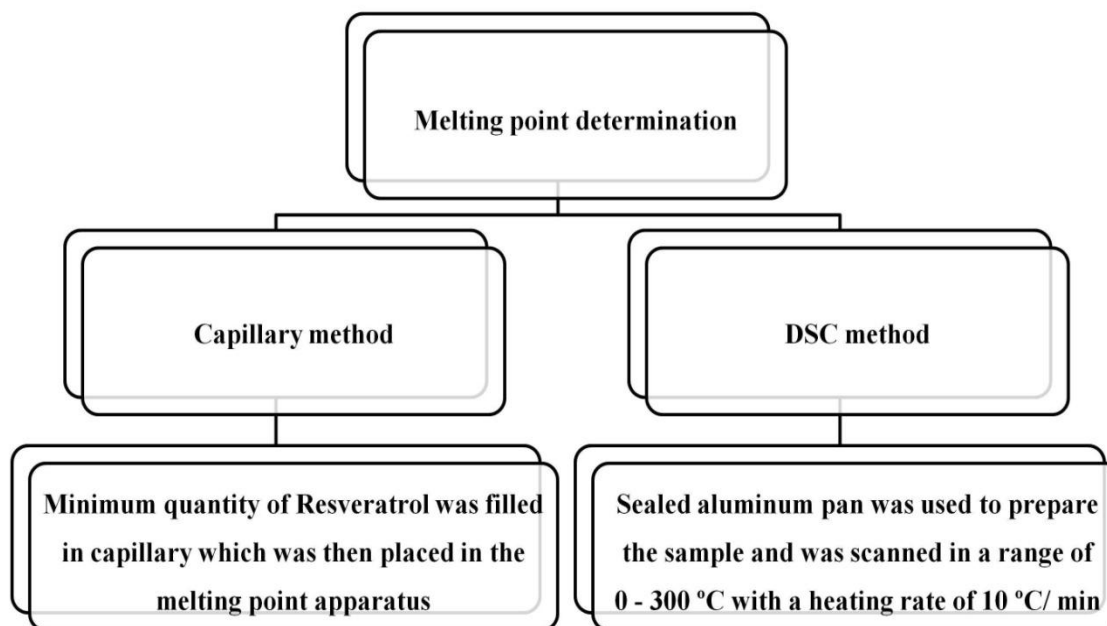 Melting point determination
Capillary method
DSC method
Minimum quantity of Resveratrol was filled
in capillary which was then placed in the
melting point apparatus
Sealed aluminum pan was used to prepare
the sample and was scanned in a range of
0 - 300 ºC with a heating rate of 10 ºC/ min